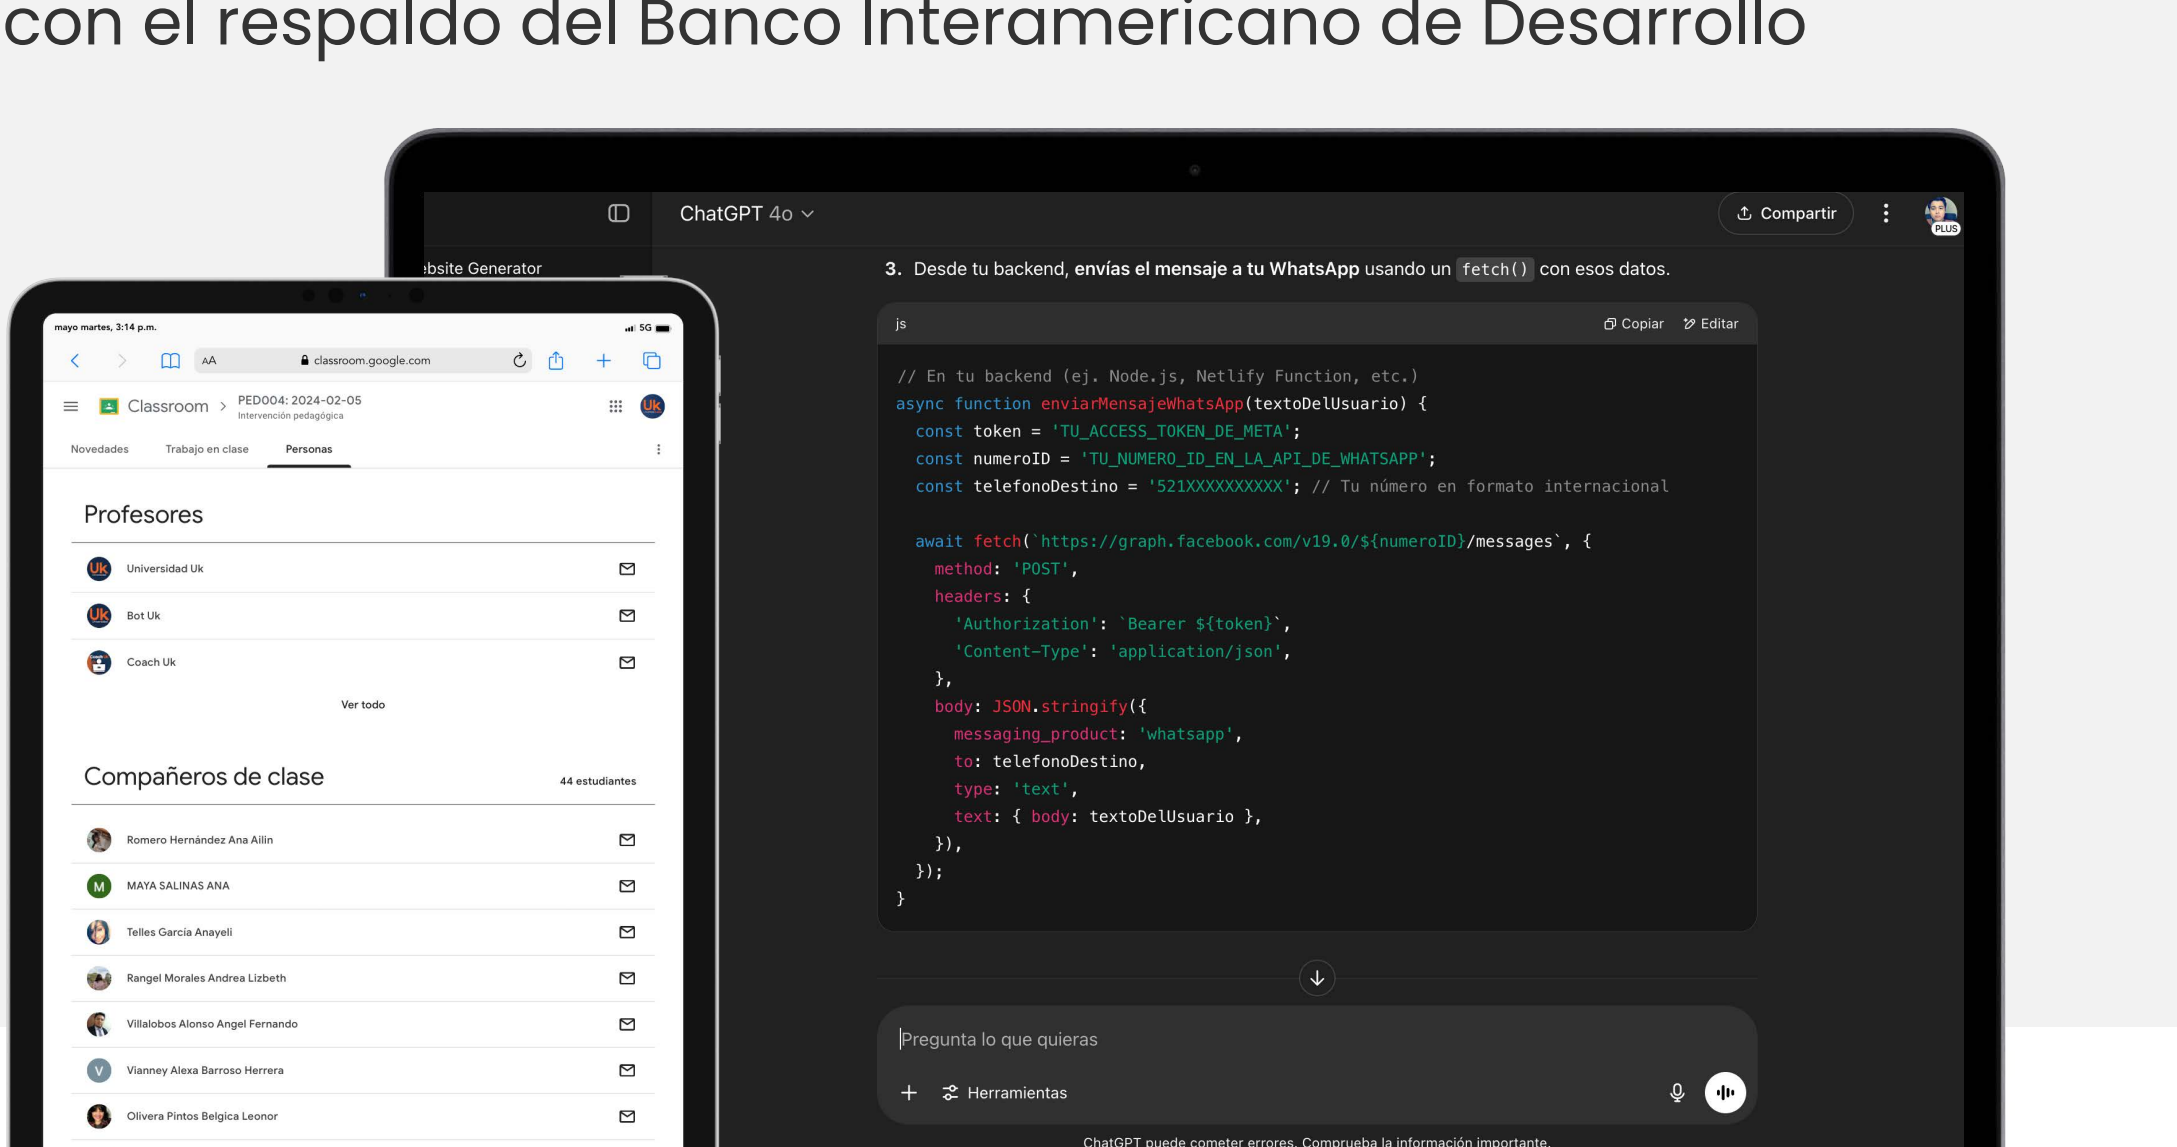 con el respaldo del Banco Interamericano de Desarrollo
ChatGPT 4o
Compartir
PLUS
ebsite Generator
3. Desde tu backend, envías el mensaje a tu WhatsApp usando un fetch() con esos datos.
js
Copiar
Editar
// En tu backend (ej. Node.js, Netlify Function, etc.)
async function enviarMensajeWhatsApp(textoDelUsuario) {
const token = 'TU_ACCESS_TOKEN_DE_META';
const numeroID = 'TU_NUMERO_ID_EN_LA_API_DE_WHATSAPP';
const telefonoDestino = '521XXXXXXXXXX'; // Tu número en formato internacional
await fetch(`https://graph.facebook.com/v19.0/${numeroID}/messages`, {
method: 'POST',
headers: {
'Authorization': `Bearer ${token}`,
'Content-Type': 'application/json',
},
body: JSON.stringify({
messaging_product: 'whatsapp',
to: telefonoDestino,
type: 'text',
text: { body: textoDelUsuario },
}),
});
}
Pregunta lo que quieras
Herramientas
ChatGPT puede cometer errores. Comprueba la información importante.
mayo martes, 3:14 p.m.
5G
AA
classroom.google.com
Classroom > PED004: 2024-02-05
Intervención pedagógica
Uk
Novedades
Trabajo en clase
Personas
Profesores
Uk
Universidad Uk
Uk
Bot Uk
Coach Uk
Ver todo
Compañeros de clase
44 estudiantes
Romero Hernández Ana Ailin
M
MAYA SALINAS ANA
Telles García Anayeli
Rangel Morales Andrea Lizbeth
Villalobos Alonso Angel Fernando
V
Vianney Alexa Barroso Herrera
Olivera Pintos Belgica Leonor